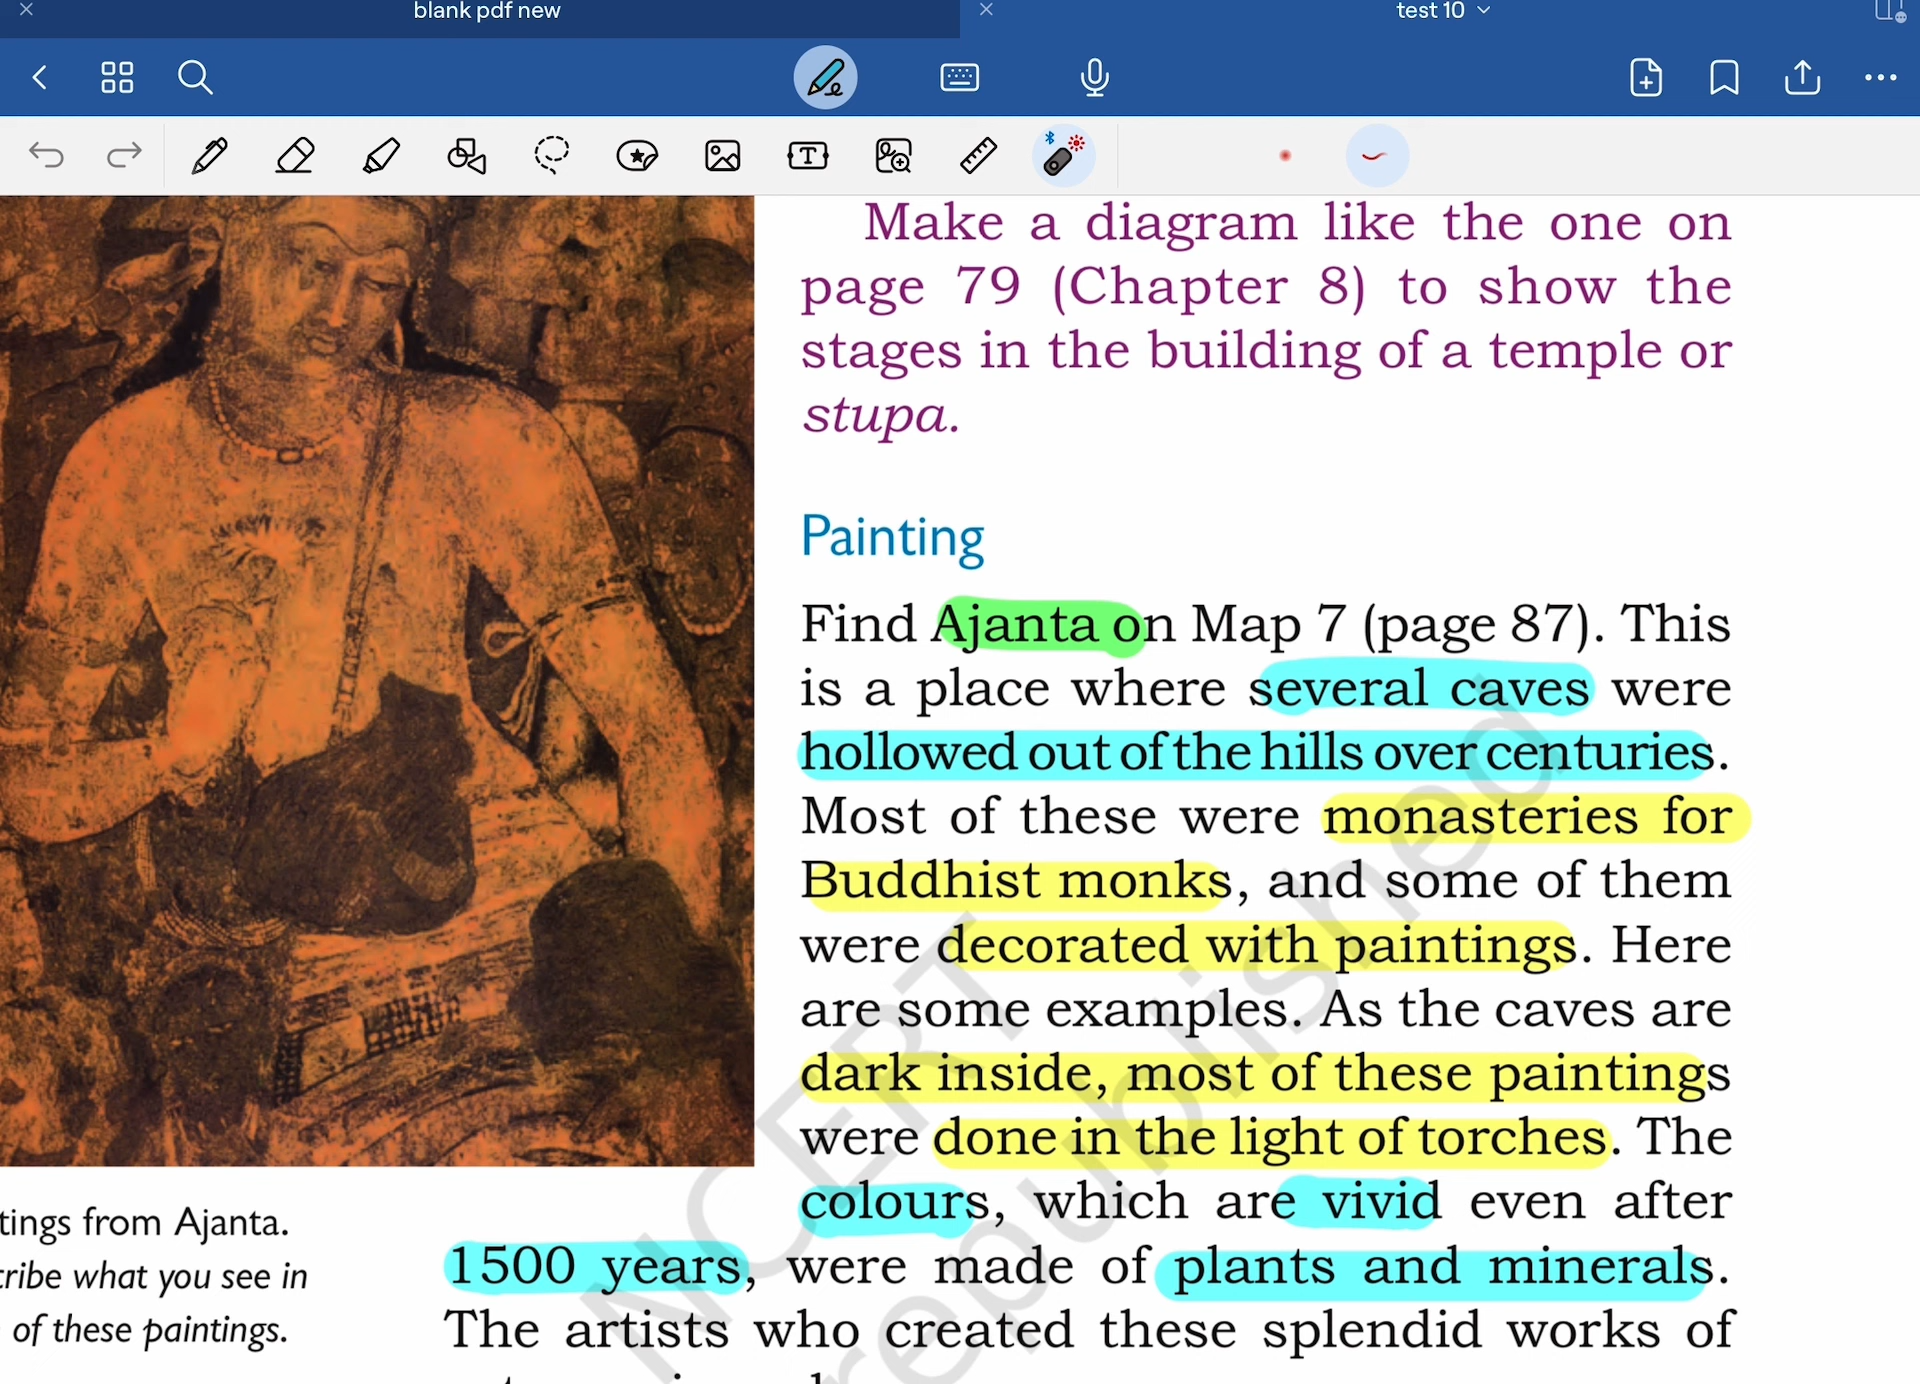 blank pdf new
test 10
Make a diagram like the one on
page 79 (Chapter 8) to show the
stages in the building of a temple or
stupa.
Painting
Find Ajanta on Map 7 (page 87). This
is a place where several caves were
hollowed out of the hills over centuries.
Most of these were monasteries for
Buddhist monks, and some of them
were decorated with paintings. Here
are some examples. As the caves are
dark inside, most of these paintings
were done in the light of torches. The
colours, which are vivid even after
1500 years, were made of plants and minerals.
The artists who created these splendid works of
tings from Ajanta.
cribe what you see in
of these paintings.
NCERT
republished